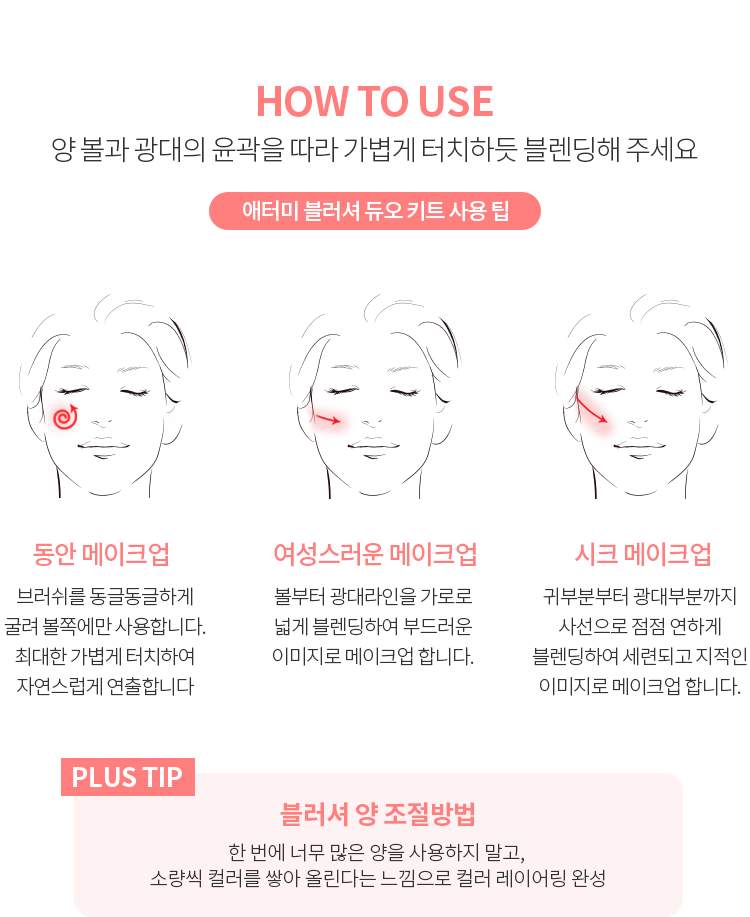 HOW TO USE
양 볼과 광대의 윤곽을 따라 가볍게 터치하듯 블렌딩해 주세요
애터미 블러셔 듀오 키트 사용 팁
동안 메이크업
브러쉬를 동글동글하게
굴려 볼쪽에만 사용합니다.
최대한 가볍게 터치하여
자연스럽게 연출합니다
여성스러운 메이크업
볼부터 광대라인을 가로로
넓게 블렌딩하여 부드러운
이미지로 메이크업 합니다.
시크 메이크업
귀부분부터 광대부분까지
사선으로 점점 연하게
블렌딩하여 세련되고 지적인
이미지로 메이크업 합니다.
PLUS TIP
블러셔 양 조절방법
한 번에 너무 많은 양을 사용하지 말고,
소량씩 컬러를 쌓아 올린다는 느낌으로 컬러 레이어링 완성